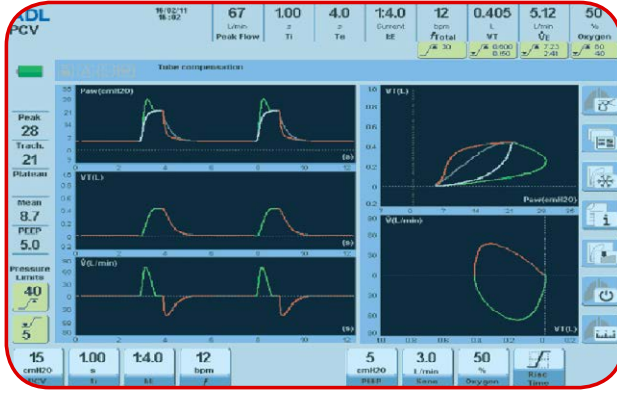 ADL
PCV
16/02/11
16:02
67
L/min
Peak Flow
1.00
s
Ti
4.0
s
Te
1:4.0
Current
I:E
12
bpm
fTotal
30
0.405
L
VT
0.600
0.150
5.12
L/min
V̇E
7.23
2.41
50
%
Oxygen
60
40
Tube compensation
Peak
28
Trach.
21
Plateau
Mean
8.7
PEEP
5.0
Pressure
Limits
40
5
Paw(cmH2O)
(s)
VT(L)
(s)
V̇(L/min)
(s)
VT(L)
Paw(cmH2O)
V̇(L/min)
VT(L)
15
cmH2O
PCV
1.00
s
Ti
1:4.0
I:E
12
bpm
f
5
cmH2O
PEEP
3.0
L/min
Sens
50
%
Oxygen
Rise
Time